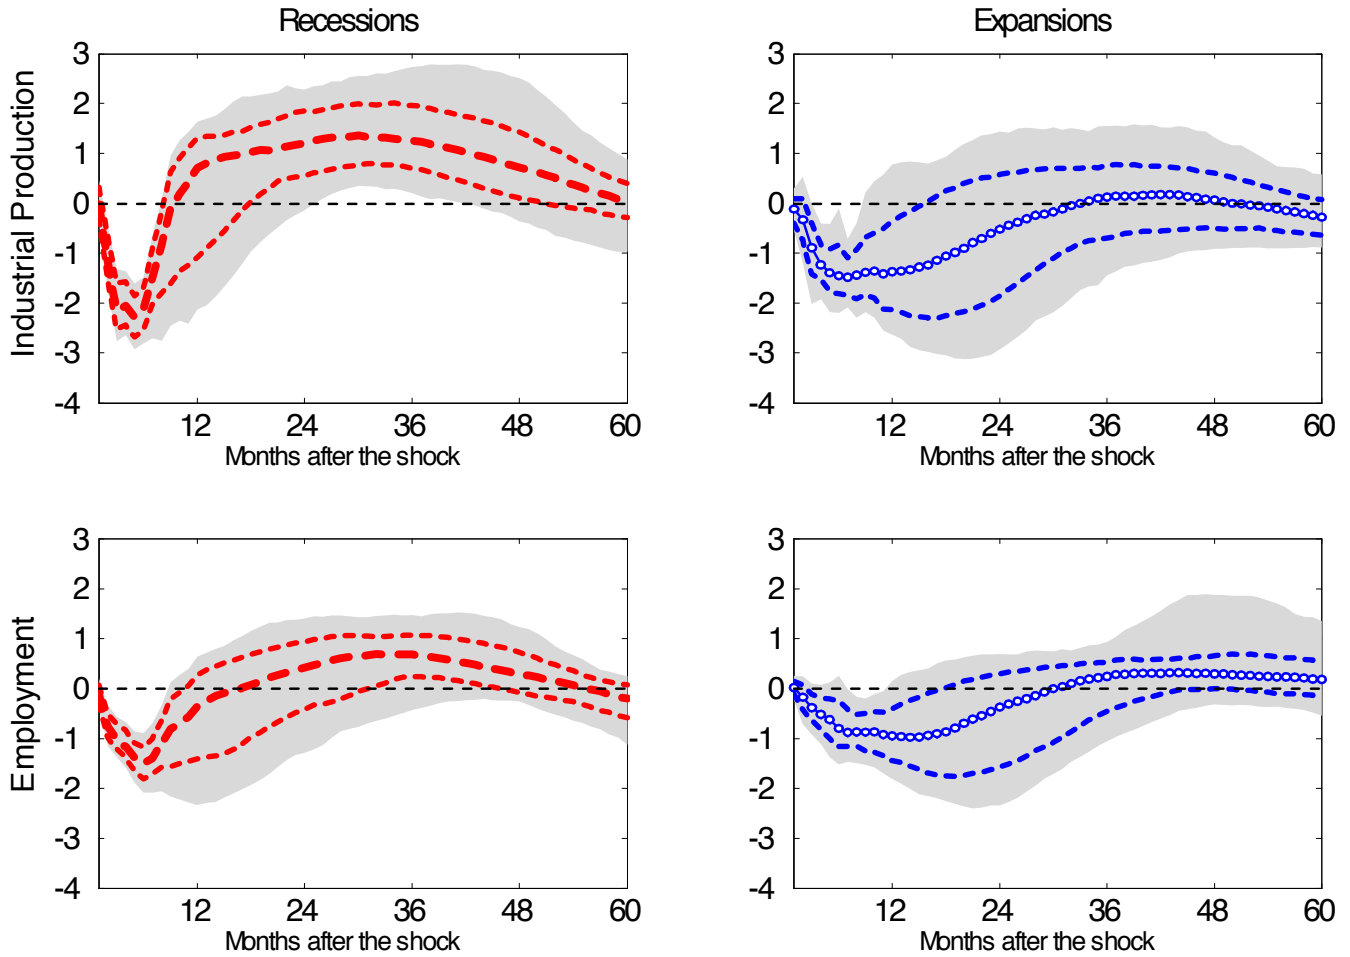 Recessions
Expansions
Industrial Production
3
2
1
0
-1
-2
-3
-4
12 24 36 48 60
Months after the shock
3
2
1
0
-1
-2
-3
-4
12 24 36 48 60
Months after the shock
Employment
3
2
1
0
-1
-2
-3
-4
12 24 36 48 60
Months after the shock
3
2
1
0
-1
-2
-3
-4
12 24 36 48 60
Months after the shock